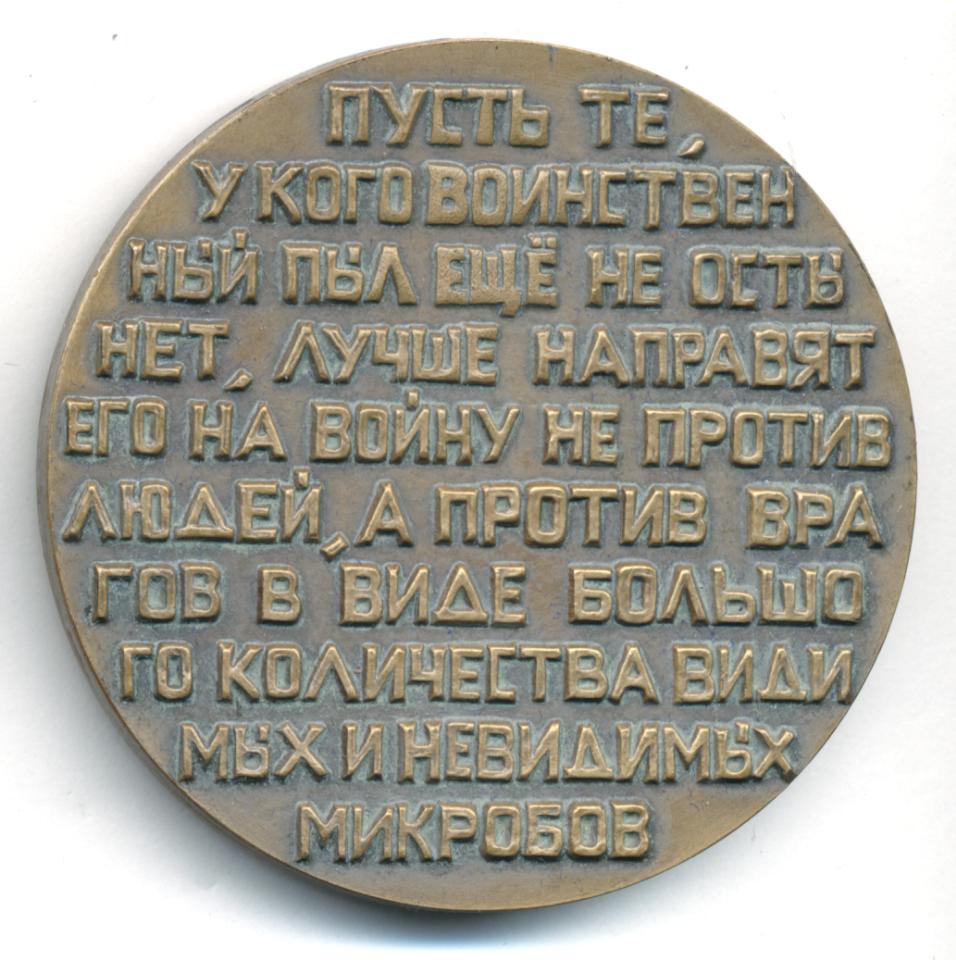 ПУСТЬ ТЕ,
У КОГО ВОИНСТВЕН
НЫЙ ПЫЛ ЕЩЁ НЕ ОСТЫ
НЕТ, ЛУЧШЕ НАПРАВЯТ
ЕГО НА ВОЙНУ НЕ ПРОТИВ
ЛЮДЕЙ, А ПРОТИВ ВРА
ГОВ В ВИДЕ БОЛЬШО
ГО КОЛИЧЕСТВА ВИДИ
МЫХ И НЕВИДИМЫХ
МИКРОБОВ